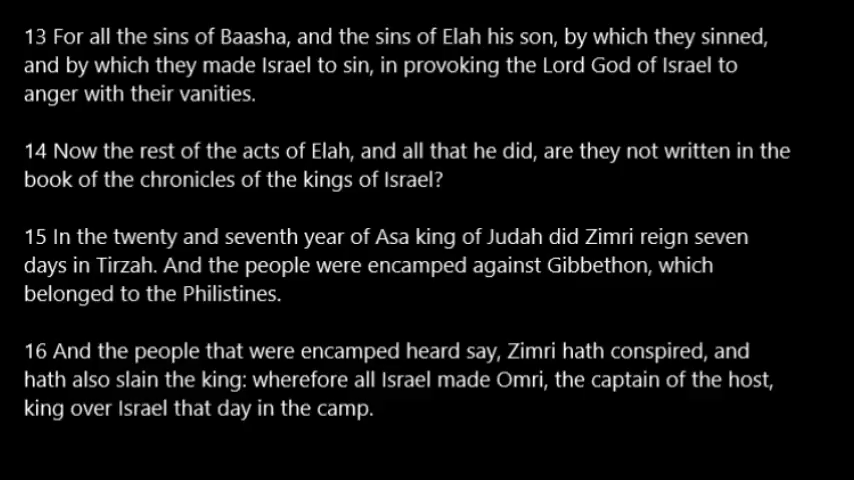 13 For all the sins of Baasha, and the sins of Elah his son, by which they sinned,
and by which they made Israel to sin, in provoking the Lord God of Israel to
anger with their vanities.
14 Now the rest of the acts of Elah, and all that he did, are they not written in the
book of the chronicles of the kings of Israel?
15 In the twenty and seventh year of Asa king of Judah did Zimri reign seven
days in Tirzah. And the people were encamped against Gibbethon, which
belonged to the Philistines.
16 And the people that were encamped heard say, Zimri hath conspired, and
hath also slain the king: wherefore all Israel made Omri, the captain of the host,
king over Israel that day in the camp.